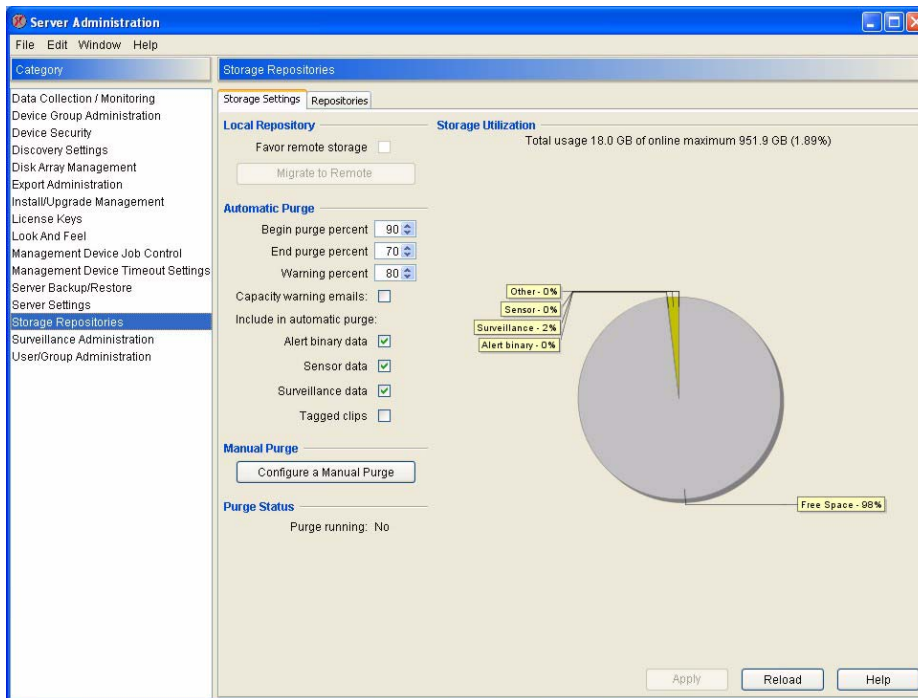 Server Administration
File Edit Window Help
Category
Data Collection / Monitoring
Device Group Administration
Device Security
Discovery Settings
Disk Array Management
Export Administration
Install/Upgrade Management
License Keys
Look And Feel
Management Device Job Control
Management Device Timeout Settings
Server Backup/Restore
Server Settings
Storage Repositories
Surveillance Administration
User/Group Administration
Storage Repositories
Storage Settings Repositories
Local Repository
Favor remote storage
Migrate to Remote
Automatic Purge
Begin purge percent 90
End purge percent 70
Warning percent 80
Capacity warning emails:
Include in automatic purge:
Alert binary data
Sensor data
Surveillance data
Tagged clips
Manual Purge
Configure a Manual Purge
Purge Status
Purge running: No
Storage Utilization
Total usage 18.0 GB of online maximum 951.9 GB (1.89%)
Other - 0%
Sensor - 0%
Surveillance - 2%
Alert binary - 0%
Free Space - 98%
Apply Reload Help